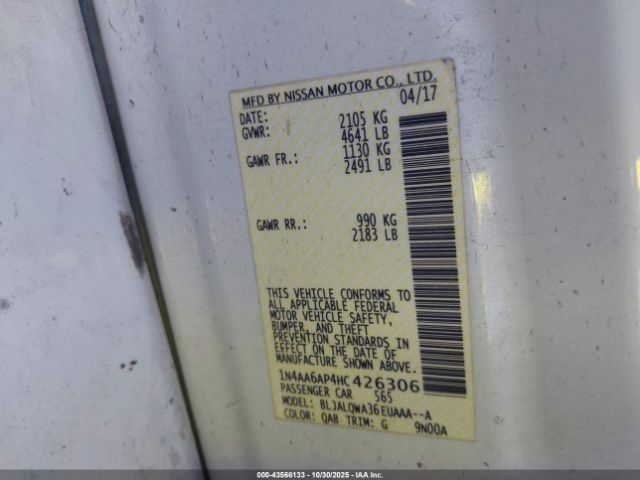 MFD BY NISSAN MOTOR CO., LTD.
DATE: 04/17
GVWR: 2105 KG
4641 LB
GAWR FR.: 1130 KG
2491 LB
GAWR RR.: 990 KG
2183 LB
THIS VEHICLE CONFORMS TO
ALL APPLICABLE FEDERAL
MOTOR VEHICLE SAFETY,
BUMPER, AND THEFT
PREVENTION STANDARDS IN
EFFECT ON THE DATE OF
MANUFACTURE SHOWN ABOVE.
1N4AA6AP4HC426306
PASSENGER CAR S65
MODEL: BLJALQWA36EUAAA--A
COLOR: QAB TRIM: G 9N00A
000-43566133 - 10/30/2025 - IAAI.COM